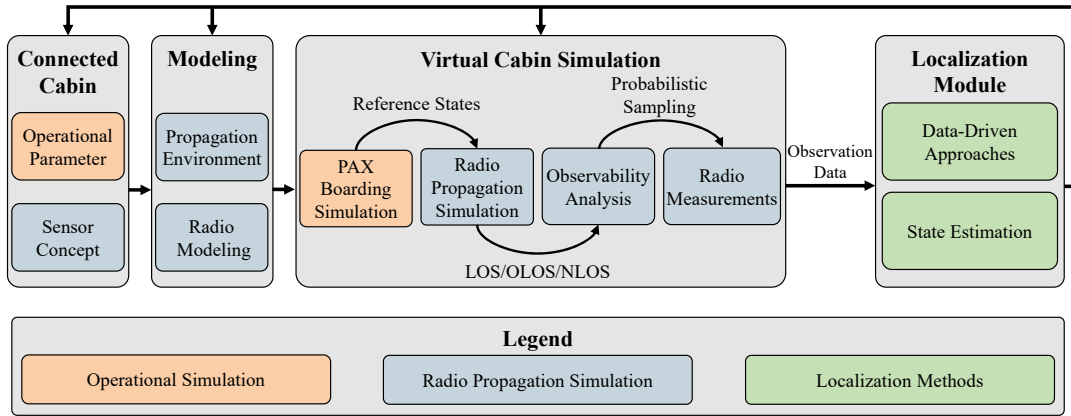 Connected
Cabin
Operational
Parameter
Sensor
Concept
Modeling
Propagation
Environment
Radio
Modeling
Virtual Cabin Simulation
Reference States
Probabilistic
Sampling
PAX
Boarding
Simulation
Radio
Propagation
Simulation
Observability
Analysis
Radio
Measurements
LOS/OLOS/NLOS
Observation
Data
Localization
Module
Data-Driven
Approaches
State Estimation
Legend
Operational Simulation
Radio Propagation Simulation
Localization Methods